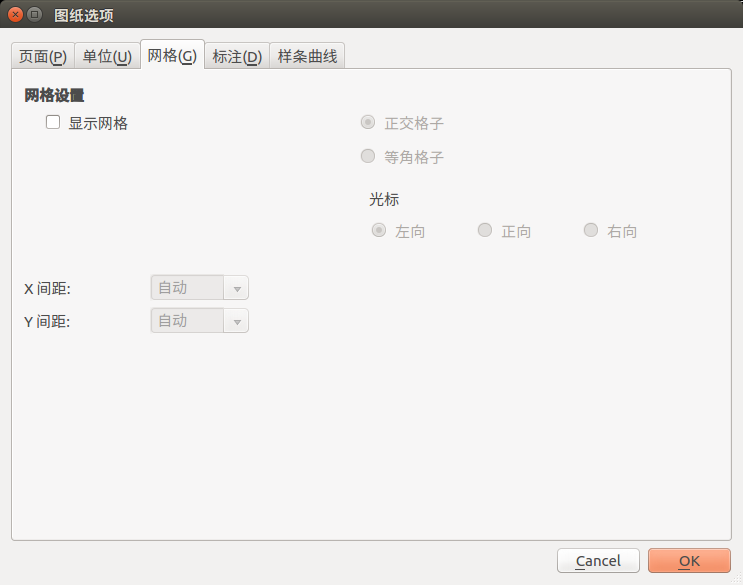 图纸选项
页面(P) 单位(U) 网格(G) 标注(D) 样条曲线
网格设置
显示网格 正交格子
等角格子
光标
左向 正向 右向
X 间距: 自动
Y 间距: 自动
Cancel OK